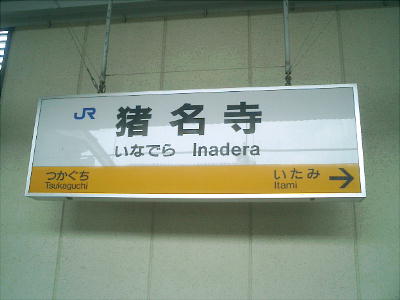 JR 猪名寺
いなでら Inadera
つかぐち いたみ →
Tsukaguchi Itami